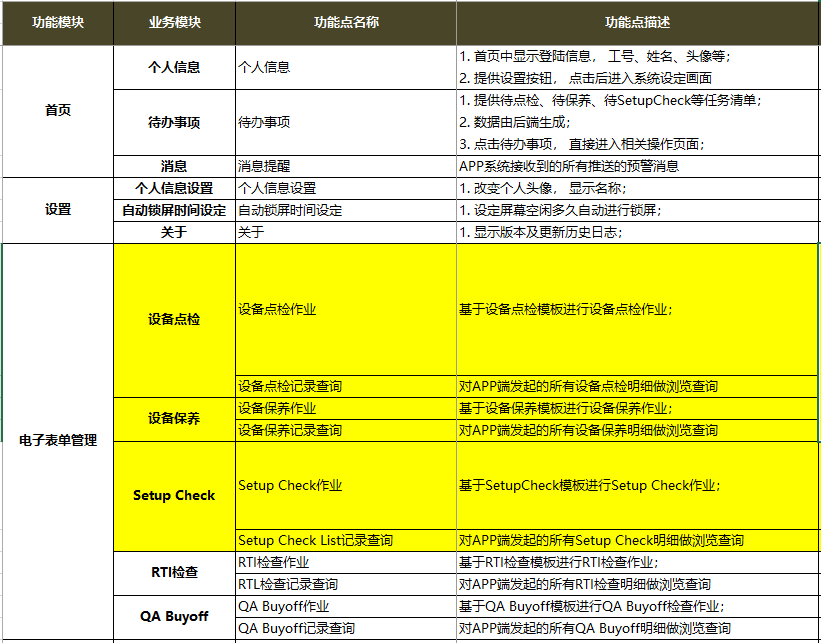 功能模块 业务模块 功能点名称 功能点描述
首页
个人信息 个人信息
1. 首页中显示登陆信息， 工号、姓名、头像等；
2. 提供设置按钮， 点击后进入系统设定画面
待办事项 待办事项
1. 提供待点检、待保养、待SetupCheck等任务清单；
2. 数据由后端生成；
3. 点击待办事项， 直接进入相关操作页面；
消息 消息提醒 APP系统接收到的所有推送的预警消息
设置
个人信息设置 个人信息设置 1. 改变个人头像， 显示名称；
自动锁屏时间设定 自动锁屏时间设定 1. 设定屏幕空闲多久自动进行锁屏；
关于 关于 1. 显示版本及更新历史日志；
电子表单管理
设备点检
设备点检作业 基于设备点检模板进行设备点检作业；
设备点检记录查询 对APP端发起的所有设备点检明细做浏览查询
设备保养
设备保养作业 基于设备保养模板进行设备保养作业；
设备保养记录查询 对APP端发起的所有设备保养明细做浏览查询
Setup Check
Setup Check作业 基于SetupCheck模板进行Setup Check作业；
Setup Check List记录查询 对APP端发起的所有Setup Check明细做浏览查询
RTI检查
RTI检查作业 基于RTI检查模板进行RTI检查作业；
RTL检查记录查询 对APP端发起的所有RTI检查明细做浏览查询
QA Buyoff
QA Buyoff作业 基于QA Buyoff模板进行QA Buyoff检查作业；
QA Buyoff记录查询 对APP端发起的所有QA Buyoff明细做浏览查询